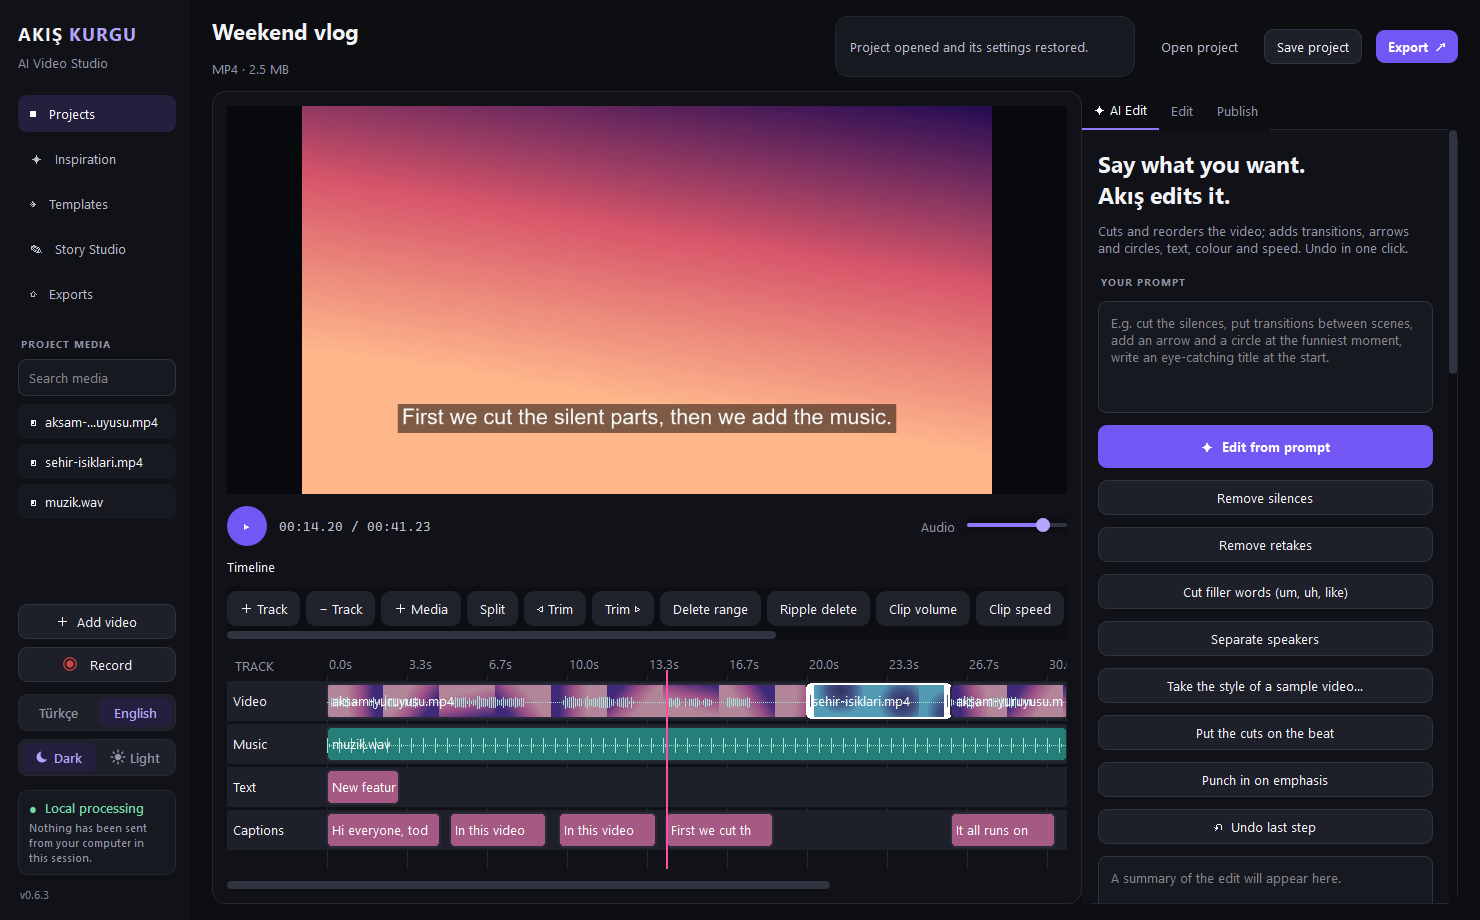 AKIŞ KURGU
AI Video Studio
Projects
Inspiration
Templates
Story Studio
Exports
PROJECT MEDIA
Search media
aksam-...uyusu.mp4
sehir-isiklari.mp4
muzik.wav
+ Add video
Record
Türkçe English
Dark Light
Local processing
Nothing has been sent
from your computer in
this session.
v0.6.3
Weekend vlog
MP4 · 2.5 MB
Project opened and its settings restored.
Open project
Save project
Export ↗
First we cut the silent parts, then we add the music.
00:14.20 / 00:41.23
Audio
Timeline
+ Track
− Track
+ Media
Split
Trim
Trim
Delete range
Ripple delete
Clip volume
Clip speed
TRACK 0.0s 3.3s 6.7s 10.0s 13.3s 16.7s 20.0s 23.3s 26.7s 30.
Video aksam-yuruyusu.mp4 sehir-isiklari.mp4 aksam-yuruyusu.m
Music muzik.wav
Text New featur
Captions Hi everyone, tod In this video In this video First we cut th It all runs on
AI Edit Edit Publish
Say what you want.
Akış edits it.
Cuts and reorders the video; adds transitions, arrows
and circles, text, colour and speed. Undo in one click.
YOUR PROMPT
E.g. cut the silences, put transitions between scenes,
add an arrow and a circle at the funniest moment,
write an eye-catching title at the start.
Edit from prompt
Remove silences
Remove retakes
Cut filler words (um, uh, like)
Separate speakers
Take the style of a sample video...
Put the cuts on the beat
Punch in on emphasis
Undo last step
A summary of the edit will appear here.